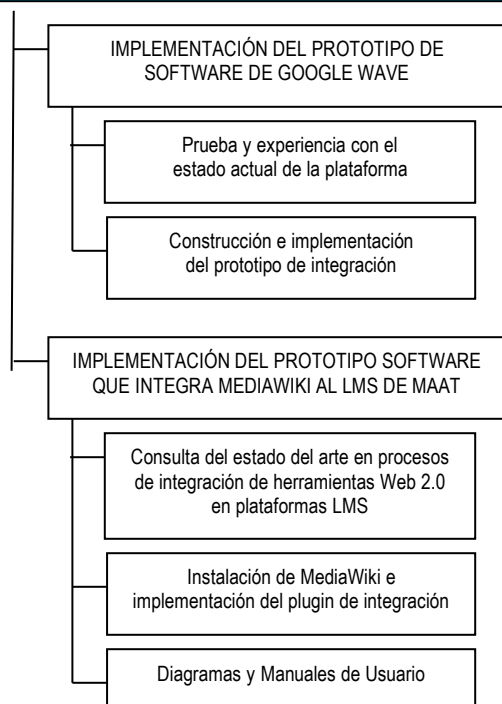 IMPLEMENTACIÓN DEL PROTOTIPO DE
SOFTWARE DE GOOGLE WAVE
Prueba y experiencia con el
estado actual de la plataforma
Construcción e implementación
del prototipo de integración
IMPLEMENTACIÓN DEL PROTOTIPO SOFTWARE
QUE INTEGRA MEDIAWIKI AL LMS DE MAAT
Consulta del estado del arte en procesos
de integración de herramientas Web 2.0
en plataformas LMS
Instalación de MediaWiki e
implementación del plugin de integración
Diagramas y Manuales de Usuario